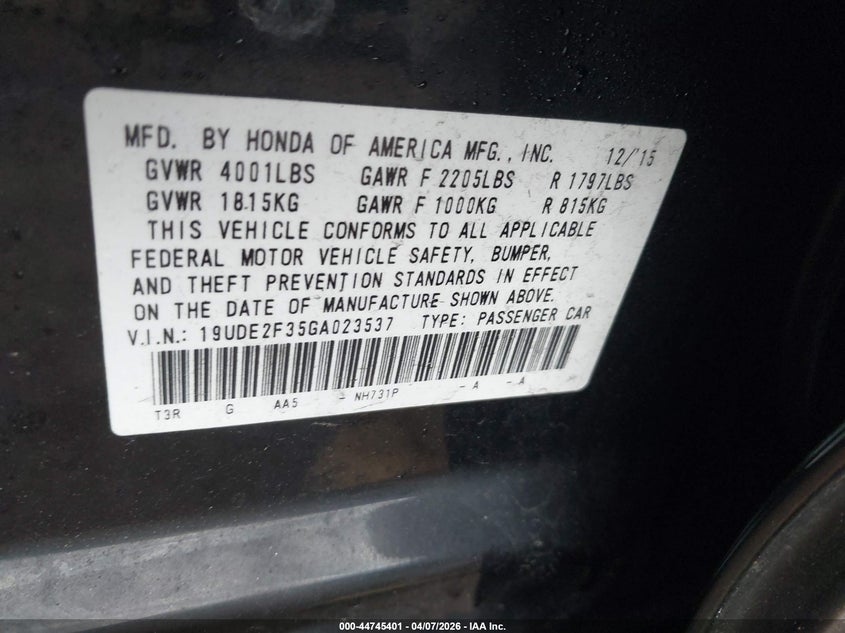 MFD. BY HONDA OF AMERICA MFG., INC. 12/'15
GVWR 4001LBS GAWR F 2205LBS R 1797LBS
GVWR 1815KG GAWR F 1000KG R 815KG
THIS VEHICLE CONFORMS TO ALL APPLICABLE
FEDERAL MOTOR VEHICLE SAFETY, BUMPER,
AND THEFT PREVENTION STANDARDS IN EFFECT
ON THE DATE OF MANUFACTURE SHOWN ABOVE.
V.I.N.: 19UDE2F35GA023537 TYPE: PASSENGER CAR
T3R G AA5 - NH731P - A - A
000-44745401 | 04/07/2026 - IAA Inc.